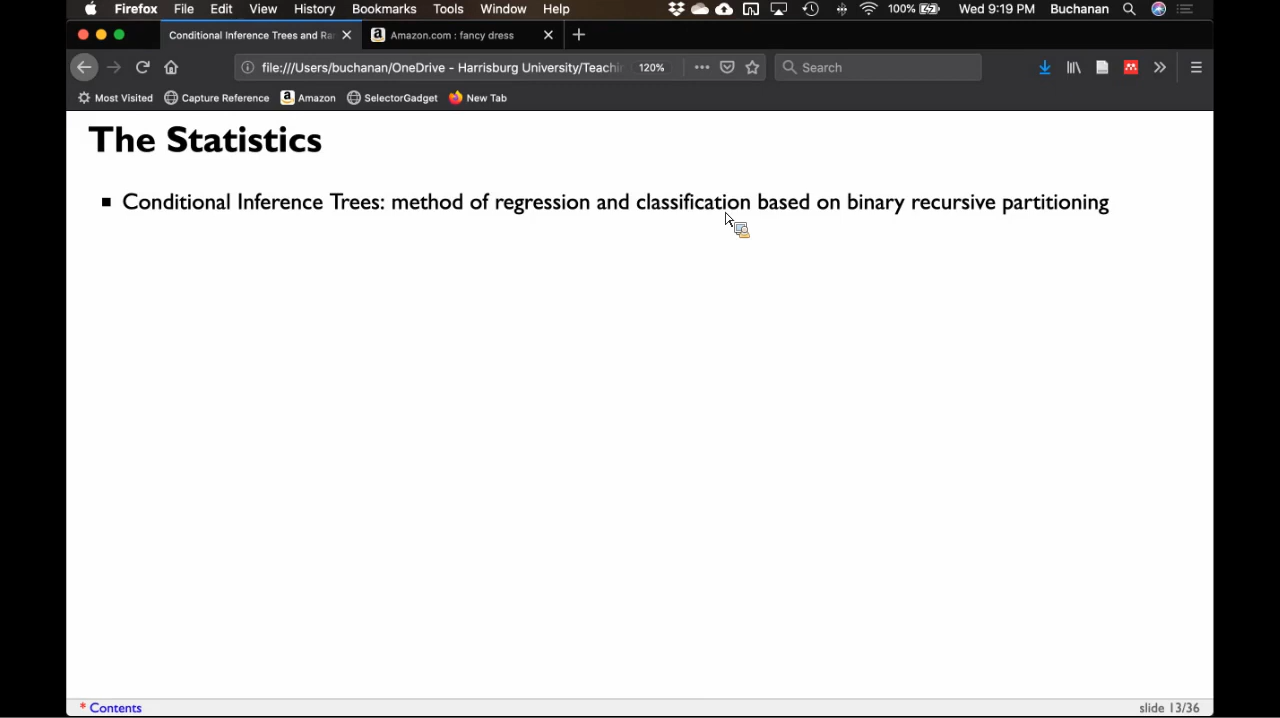 Firefox File Edit View History Bookmarks Tools Window Help 100% Wed 9:19 PM Buchanan
Conditional Inference Trees and Ra Amazon.com : fancy dress
file:///Users/buchanan/OneDrive - Harrisburg University/Teachi 120% Search
Most Visited Capture Reference Amazon SelectorGadget New Tab
The Statistics
Conditional Inference Trees: method of regression and classification based on binary recursive partitioning
* Contents slide 13/36